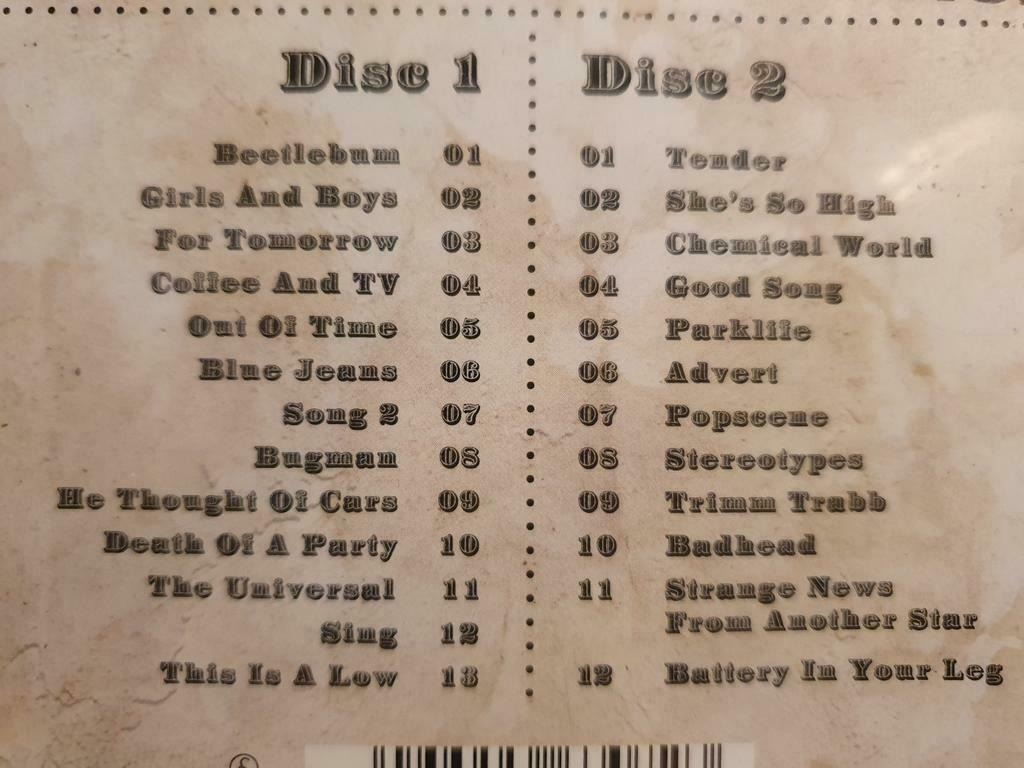 Disc 1
Beetlebum 01
Girls And Boys 02
For Tomorrow 03
Coffee And TV 04
Out Of Time 05
Blue Jeans 06
Song 2 07
Bugman 08
He Thought Of Cars 09
Death Of A Party 10
The Universal 11
Sing 12
This Is A Low 13
Disc 2
01 Tender
02 She's So High
03 Chemical World
04 Good Song
05 Parklife
06 Advert
07 Popscene
08 Stereotypes
09 Trimm Trabb
10 Badhead
11 Strange News
From Another Star
12 Battery In Your Leg